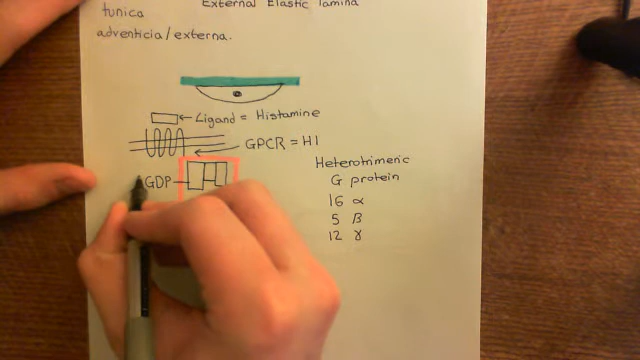 External Elastic lamina
tunica
adventicia/externa.
Ligand = Histamine
GPCR = H1
Heterotrimeric
G protein
GDP
16 α
5 β
12 γ